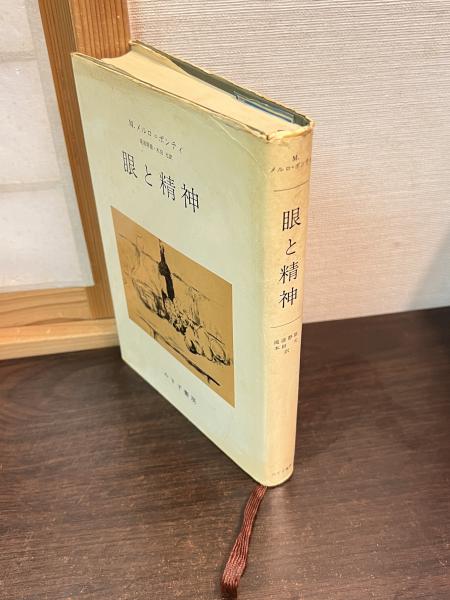 M. メルロ＝ポンティ
滝浦静雄・木田 元訳
眼と精神
みすず書房
M.
メルロ＝ポンティ
眼と精神
滝浦静雄
木田元
訳
みすず書房